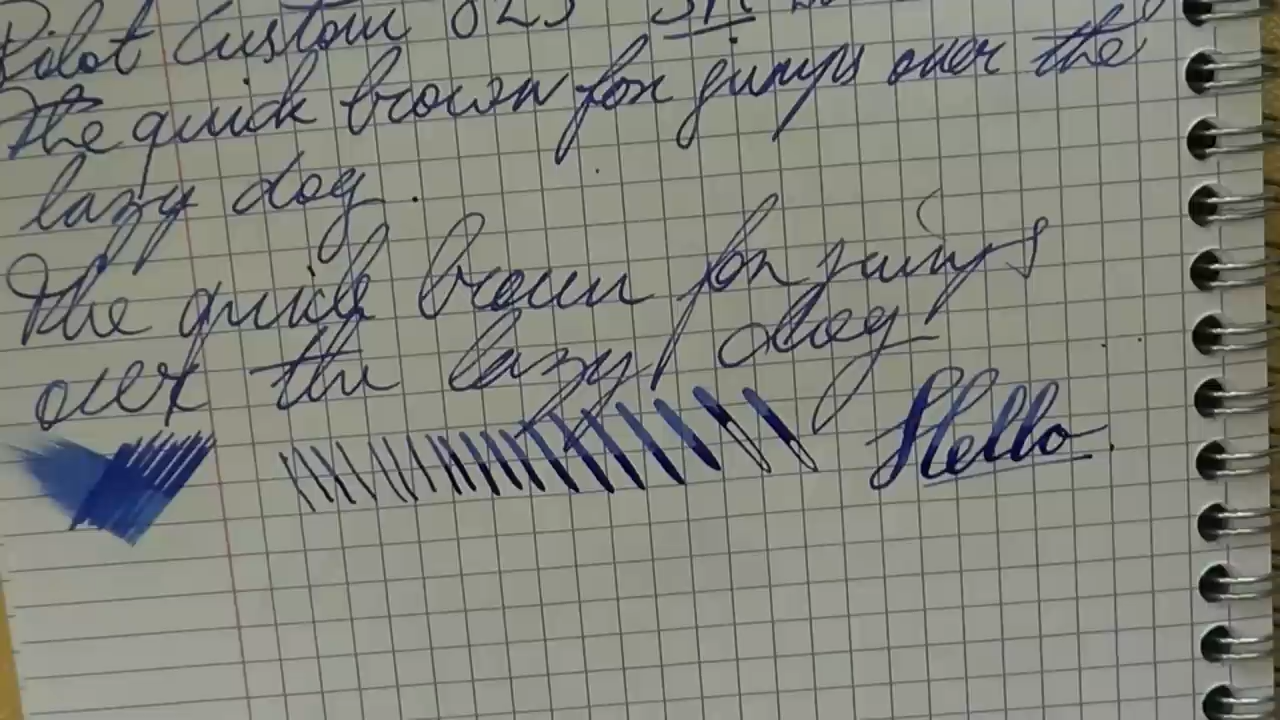 Pilot Custom 823
The quick brown fox jumps over the
lazy dog.
The quick brown fox jumps
over the lazy dog
Hello.